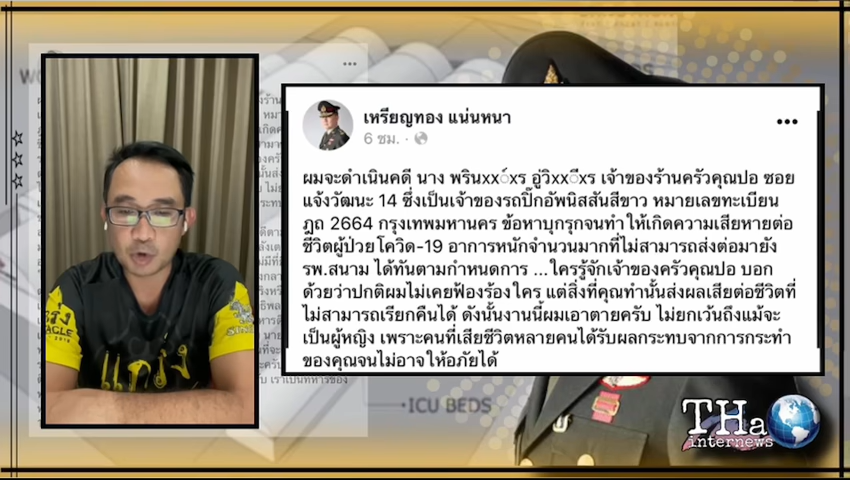 เหรียญทอง แน่นหนา
6 ชม. ·
ผมจะดำเนินคดี นาง พรินxx์xร อู่วิxxีxร เจ้าของร้านครัวคุณปอ ซอย
แจ้งวัฒนะ 14 ซึ่งเป็นเจ้าของรถปิ๊กอัพนิสสันสีขาว หมายเลขทะเบียน
ฎถ 2664 กรุงเทพมหานคร ข้อหาบุกรุกจนทำให้เกิดความเสียหายต่อ
ชีวิตผู้ป่วยโควิด-19 อาการหนักจำนวนมากที่ไม่สามารถส่งต่อมายัง
รพ.สนาม ได้ทันตามกำหนดการ ...ใครรู้จักเจ้าของครัวคุณปอ บอก
ด้วยว่าปกติผมไม่เคยฟ้องร้องใคร แต่สิ่งที่คุณทำนั้นส่งผลเสียต่อชีวิตที่
ไม่สามารถเรียกคืนได้ ดังนั้นงานนี้ผมเอาตายครับ ไม่ยกเว้นถึงแม้จะ
เป็นผู้หญิง เพราะคนที่เสียชีวิตหลายคนได้รับผลกระทบจากการกระทำ
ของคุณจนไม่อาจให้อภัยได้
ICU BEDS
THa
internews